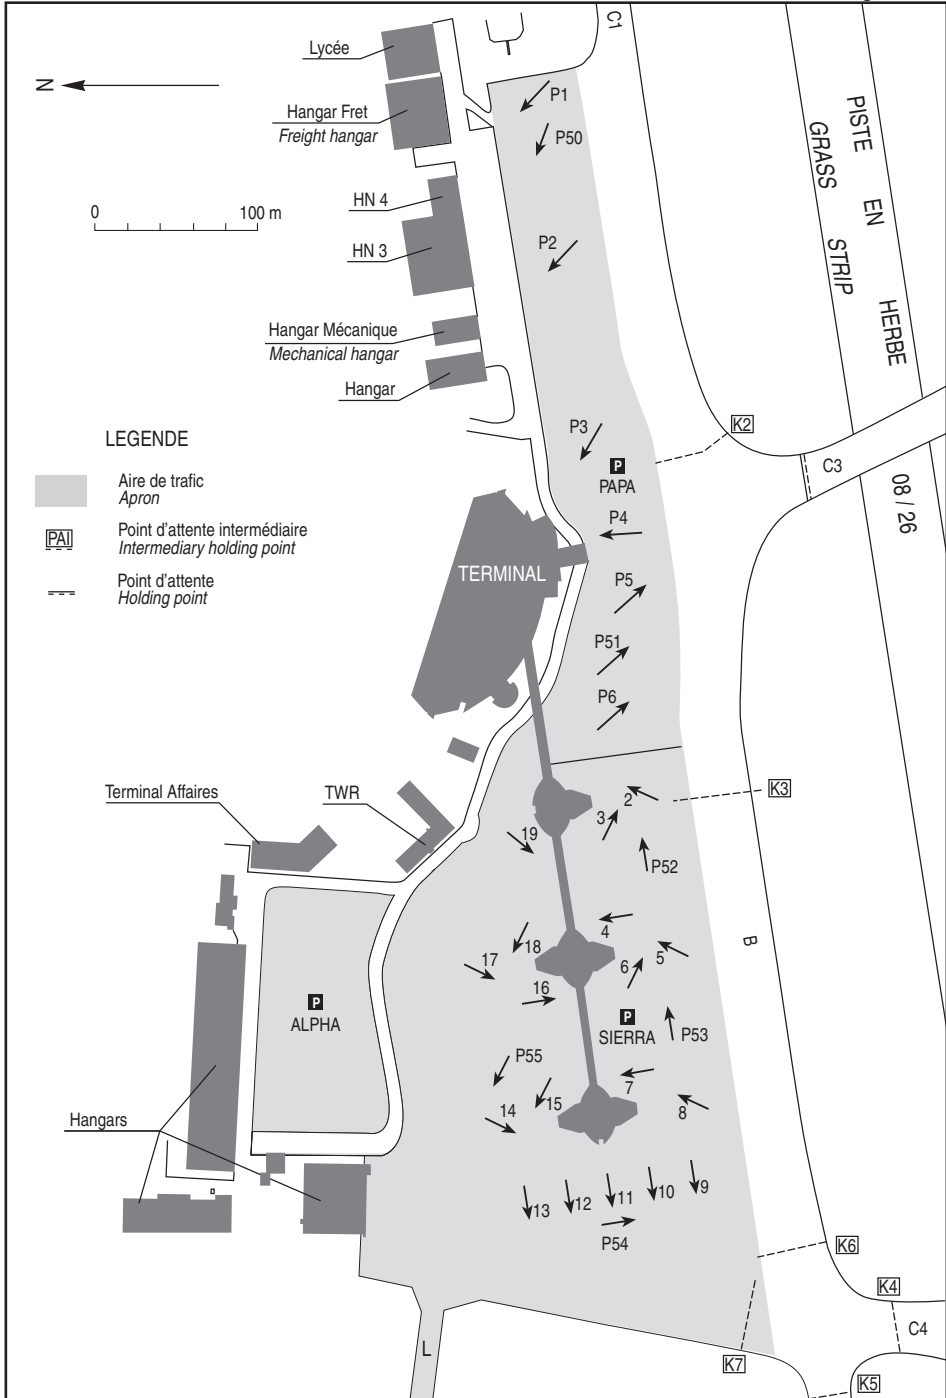 C1
Lycée
N
Hangar Fret
Freight hangar
P1
P50
PISTE EN HERBE
GRASS STRIP
HN 4
0 100 m
HN 3
P2
Hangar Mécanique
Mechanical hangar
Hangar
LEGENDE
Aire de trafic
Apron
PAI
Point d'attente intermédiaire
Intermediary holding point
Point d'attente
Holding point
P3
K2
P
PAPA
C3
08 / 26
P4
TERMINAL
P5
P51
P6
Terminal Affaires
TWR
K3
2
3
19
P52
4
B
18
17
5
6
16
P
ALPHA
P
SIERRA
P53
P55
7
15
14
8
Hangars
13
12
11
10
9
P54
K6
K4
C4
L
K7
K5